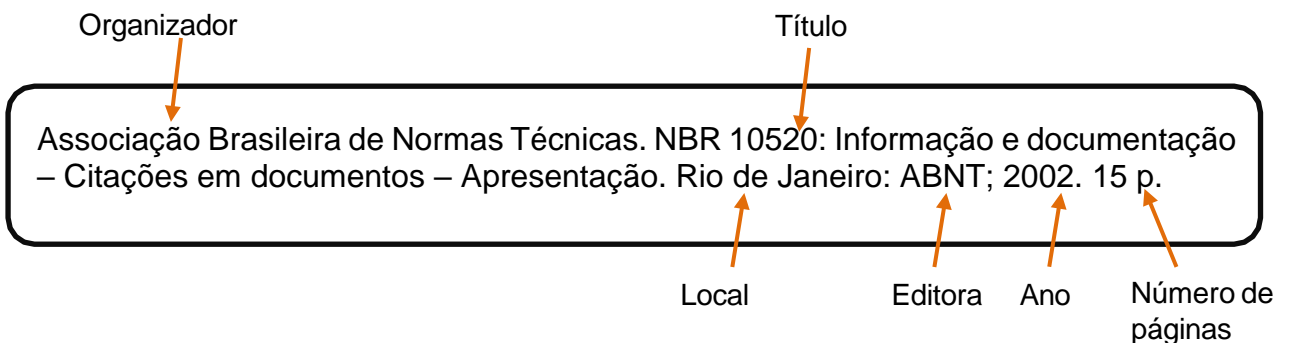 Organizador
Título
Associação Brasileira de Normas Técnicas. NBR 10520: Informação e documentação
– Citações em documentos – Apresentação. Rio de Janeiro: ABNT; 2002. 15 p.
Local
Editora
Ano
Número de
páginas